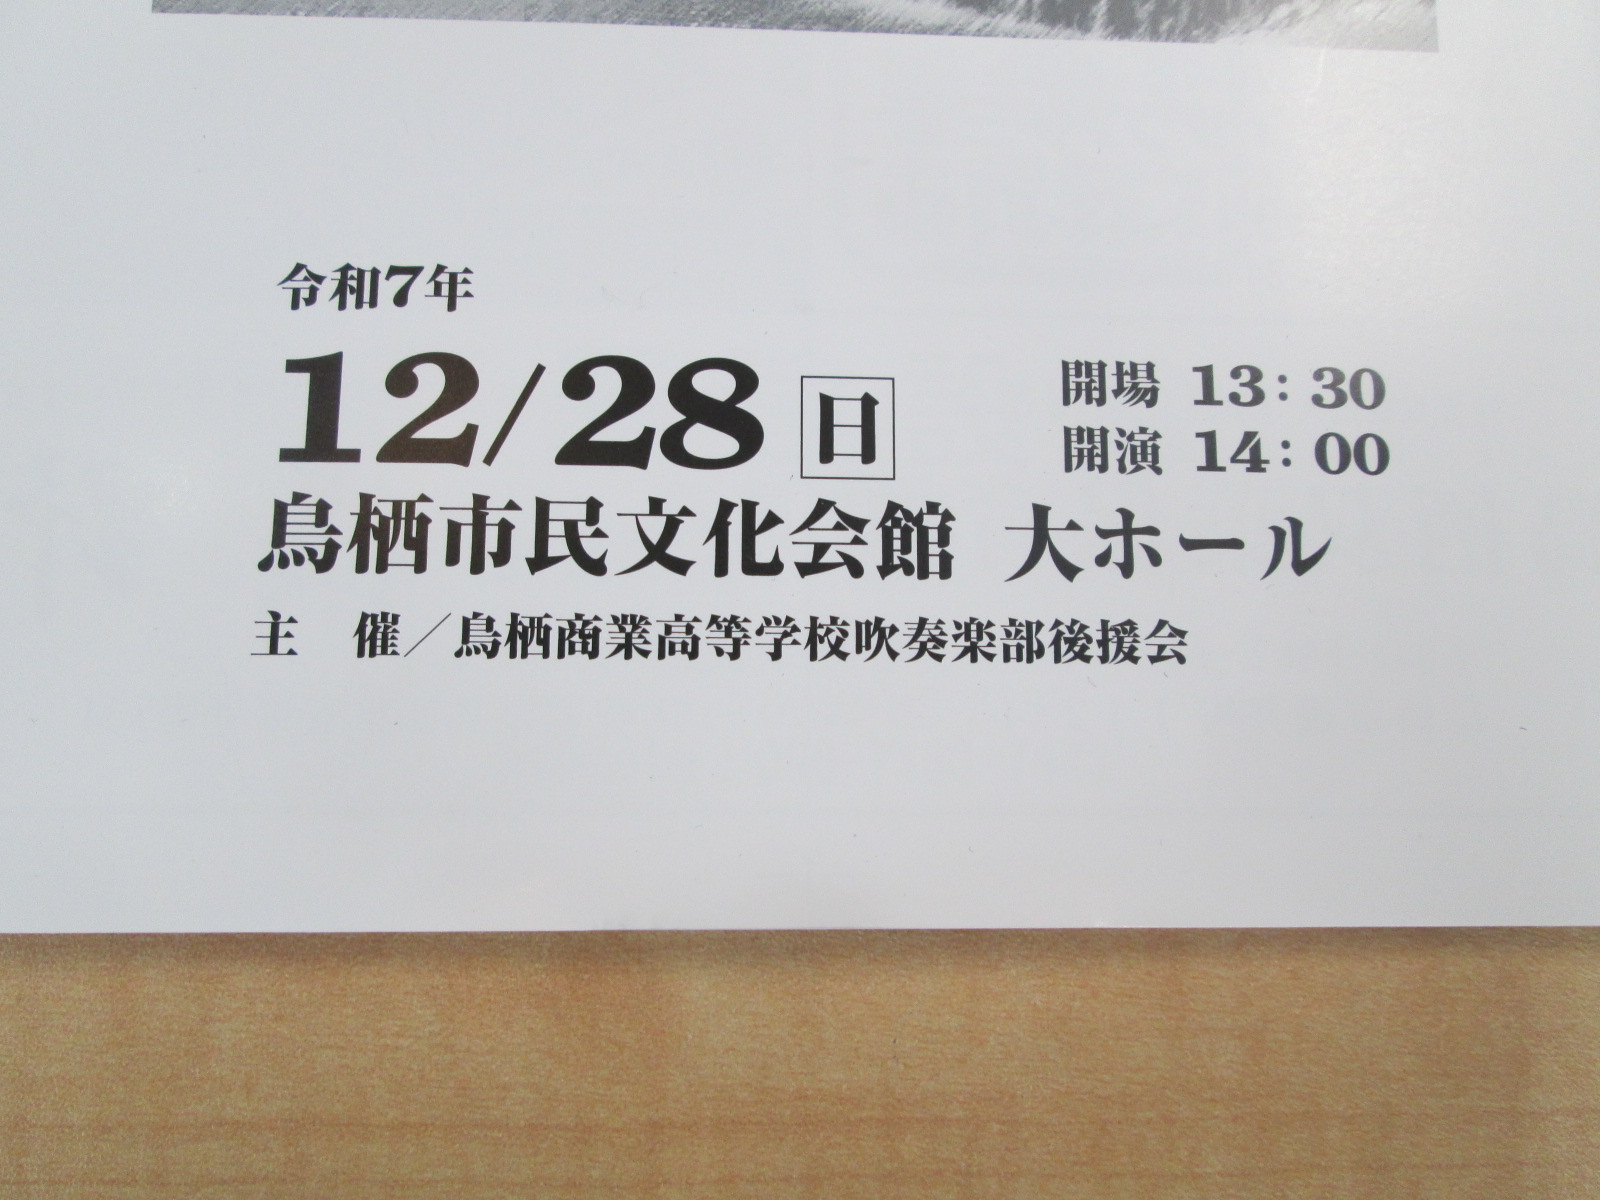 令和7年
12/28 日
開場 13:30
開演 14:00
鳥栖市民文化会館 大ホール
主　催／鳥栖商業高等学校吹奏楽部後援会